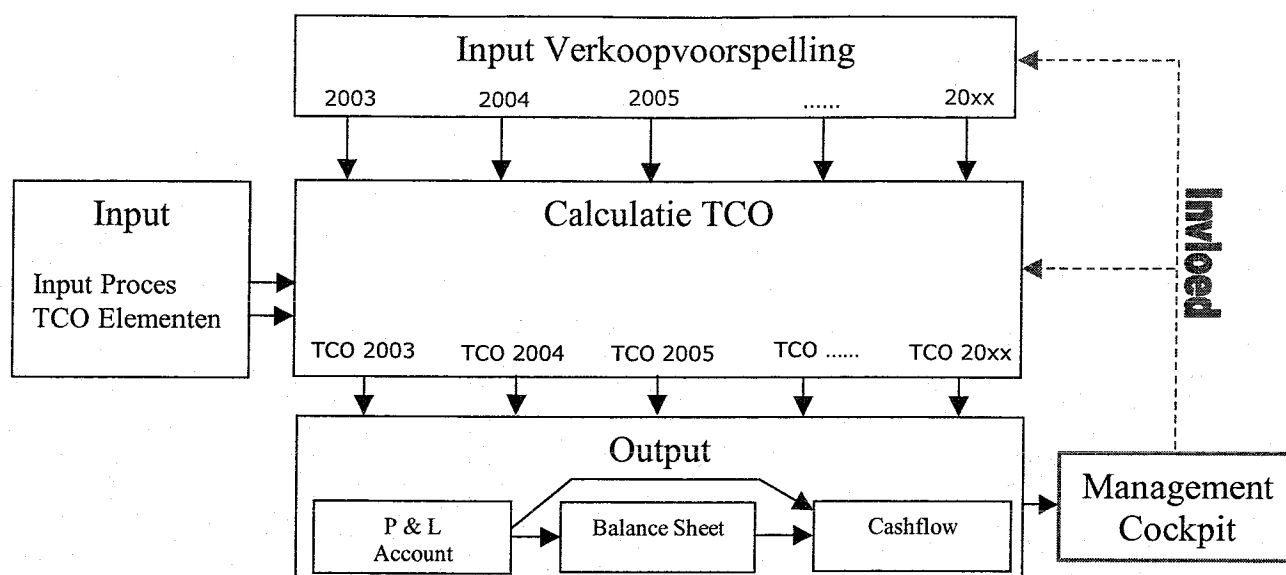 Input Verkoopvoorspelling
2003 2004 2005 ...... 20xx
Input
Input Proces
TCO Elementen
Calculatie TCO
TCO 2003 TCO 2004 TCO 2005 TCO ...... TCO 20xx
Invloed
Output
P & L
Account
Balance Sheet
Cashflow
Management
Cockpit